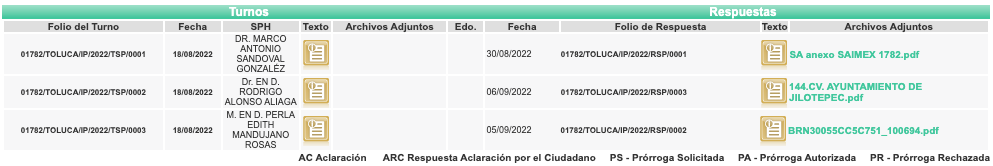 Turnos Respuestas
Folio del Turno Fecha SPH Texto Archivos Adjuntos Edo. Fecha Folio de Respuesta Texto Archivos Adjuntos
01782/TOLUCA/IP/2022/TSP/0001 18/08/2022 DR. MARCO
ANTONIO
SANDOVAL
GONZALÉZ 30/08/2022 01782/TOLUCA/IP/2022/RSP/0001 SA anexo SAIMEX 1782.pdf
01782/TOLUCA/IP/2022/TSP/0002 18/08/2022 Dr. EN D.
RODRIGO
ALONSO ALIAGA 06/09/2022 01782/TOLUCA/IP/2022/RSP/0003 144.CV. AYUNTAMIENTO DE
JILOTEPEC.pdf
01782/TOLUCA/IP/2022/TSP/0003 18/08/2022 M. EN D. PERLA
EDITH
MANDUJANO
ROSAS 05/09/2022 01782/TOLUCA/IP/2022/RSP/0002 BRN30055CC5C751_100694.pdf
AC Aclaración ARC Respuesta Aclaración por el Ciudadano PS - Prórroga Solicitada PA - Prórroga Autorizada PR - Prórroga Rechazada